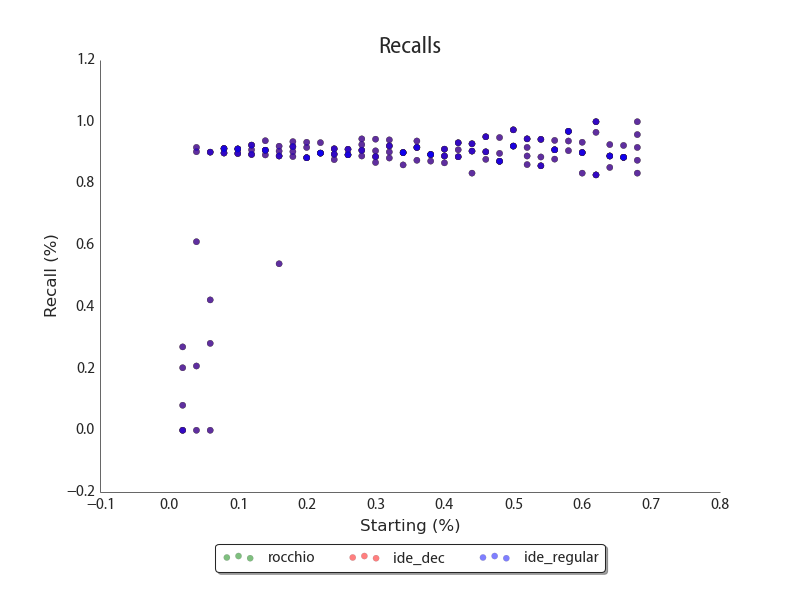 Recalls
1.2
1.0
0.8
0.6
0.4
0.2
0.0
−0.2
Recall (%)
−0.1 0.0 0.1 0.2 0.3 0.4 0.5 0.6 0.7 0.8
Starting (%)
rocchio ide_dec ide_regular